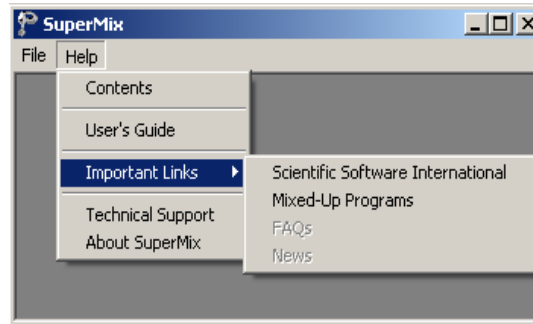 SuperMix
File Help
Contents
User's Guide
Important Links
Scientific Software International
Mixed-Up Programs
FAQs
News
Technical Support
About SuperMix